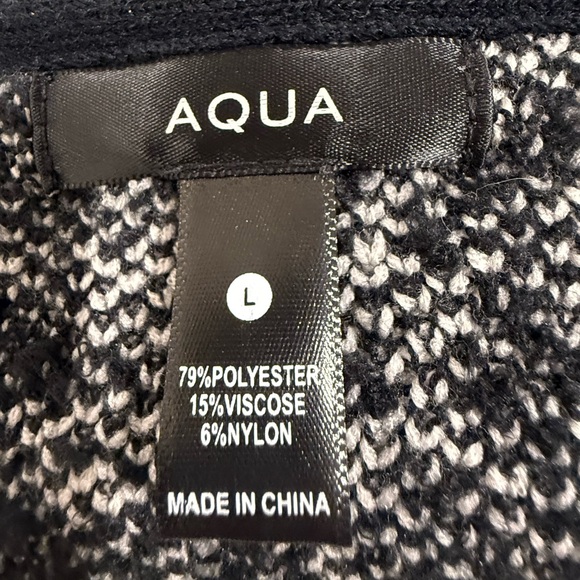 AQUA
L
79%POLYESTER
15%VISCOSE
6%NYLON
MADE IN CHINA